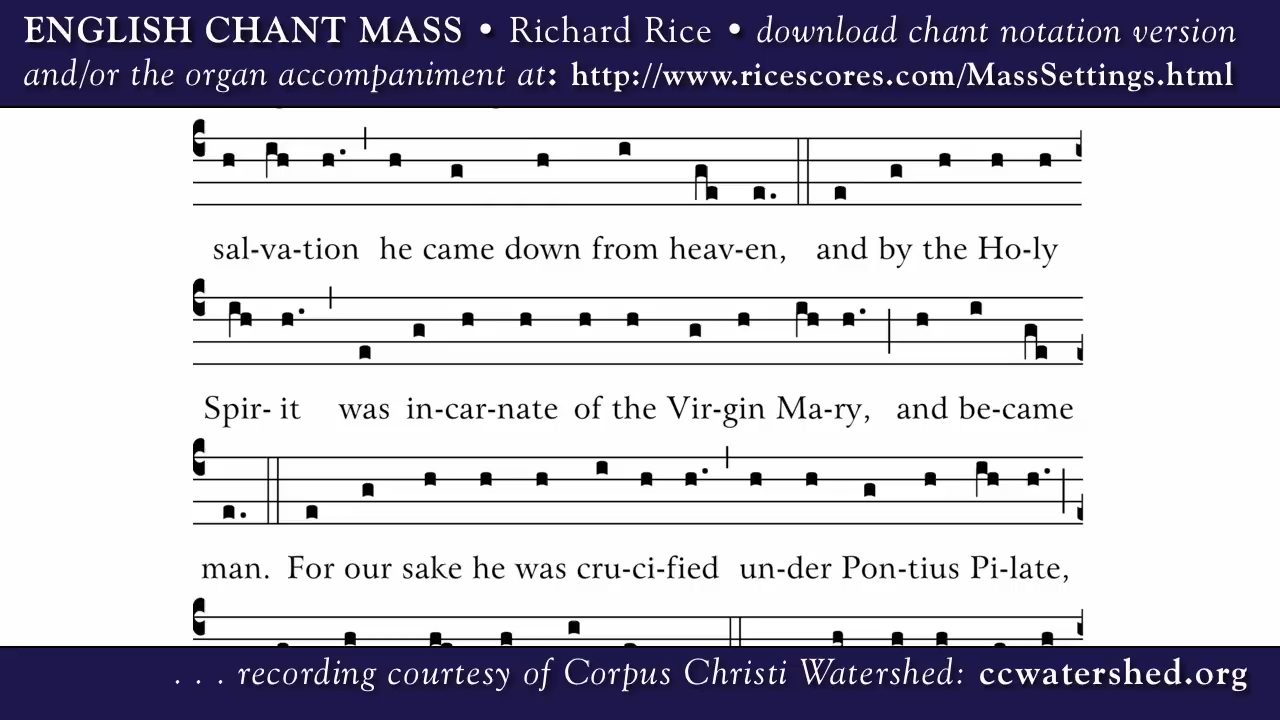 ENGLISH CHANT MASS • Richard Rice • download chant notation version
and/or the organ accompaniment at: http://www.ricescores.com/MassSettings.html
sal-va-tion he came down from heav-en, and by the Ho-ly
Spir- it was in-car-nate of the Vir-gin Ma-ry, and be-came
man. For our sake he was cru-ci-fied un-der Pon-tius Pi-late,
. . . recording courtesy of Corpus Christi Watershed: ccwatershed.org